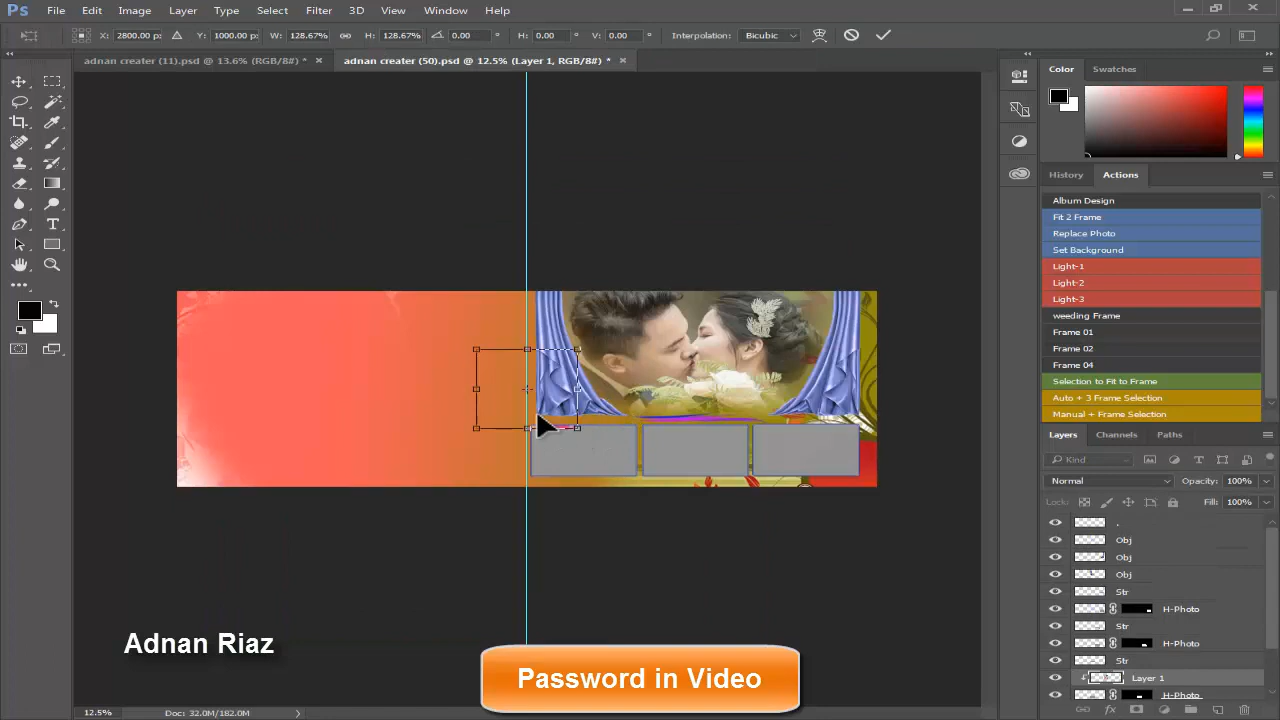 Ps File Edit Image Layer Type Select Filter 3D View Window Help
X: 2800.00 p: Y: 1000.00 p: W: 128.67% H: 128.67% 0.00 ° H: 0.00 ° V: 0.00 ° Interpolation: Bicubic
adnan creater (11).psd @ 13.6% (RGB/8#) * × adnan creater (50).psd @ 12.5% (Layer 1, RGB/8#) * ×
Color Swatches
History Actions
Album Design
Fit 2 Frame
Replace Photo
Set Background
Light-1
Light-2
Light-3
weeding Frame
Frame 01
Frame 02
Frame 04
Selection to Fit to Frame
Auto + 3 Frame Selection
Manual + Frame Selection
Layers Channels Paths
Kind
Normal Opacity: 100%
Lock: Fill: 100%
.
Obj
Obj
Obj
Str
H-Photo
Str
H-Photo
Str
Layer 1
H-Photo
fx
Adnan Riaz
Password in Video
12.5% Doc: 32.0M/182.0M